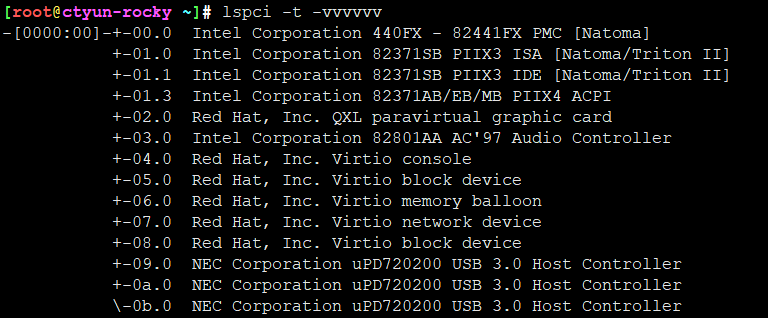 [root@ctyun-rocky ~]# lspci -t -vvvvvv
-[0000:00]-+-00.0  Intel Corporation 440FX - 82441FX PMC [Natoma]
           +-01.0  Intel Corporation 82371SB PIIX3 ISA [Natoma/Triton II]
           +-01.1  Intel Corporation 82371SB PIIX3 IDE [Natoma/Triton II]
           +-01.3  Intel Corporation 82371AB/EB/MB PIIX4 ACPI
           +-02.0  Red Hat, Inc. QXL paravirtual graphic card
           +-03.0  Intel Corporation 82801AA AC'97 Audio Controller
           +-04.0  Red Hat, Inc. Virtio console
           +-05.0  Red Hat, Inc. Virtio block device
           +-06.0  Red Hat, Inc. Virtio memory balloon
           +-07.0  Red Hat, Inc. Virtio network device
           +-08.0  Red Hat, Inc. Virtio block device
           +-09.0  NEC Corporation uPD720200 USB 3.0 Host Controller
           +-0a.0  NEC Corporation uPD720200 USB 3.0 Host Controller
           \-0b.0  NEC Corporation uPD720200 USB 3.0 Host Controller